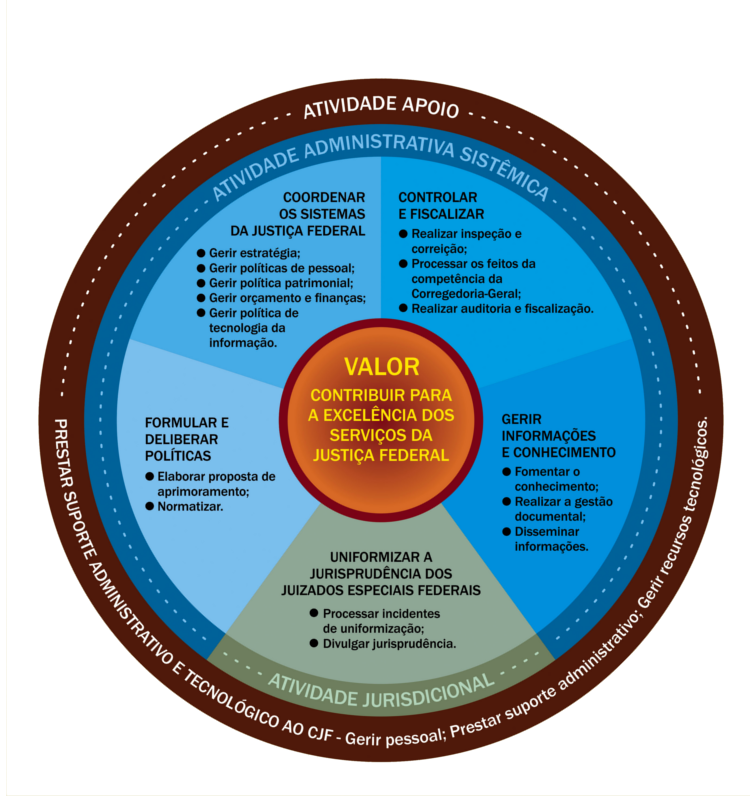 ATIVIDADE APOIO
ATIVIDADE ADMINISTRATIVA SISTÊMICA
COORDENAR
OS SISTEMAS
DA JUSTIÇA FEDERAL
● Gerir estratégia;
● Gerir políticas de pessoal;
● Gerir política patrimonial;
● Gerir orçamento e finanças;
● Gerir política de
tecnologia da
informação.
CONTROLAR
E FISCALIZAR
● Realizar inspeção e
correição;
● Processar os feitos da
competência da
Corregedoria-Geral;
● Realizar auditoria e fiscalização.
VALOR
CONTRIBUIR PARA
A EXCELÊNCIA DOS
SERVIÇOS DA
JUSTIÇA FEDERAL
FORMULAR E
DELIBERAR
POLÍTICAS
● Elaborar proposta de
aprimoramento;
● Normatizar.
GERIR
INFORMAÇÕES
E CONHECIMENTO
● Fomentar o
conhecimento;
● Realizar a gestão
documental;
● Disseminar
informações.
UNIFORMIZAR A
JURISPRUDÊNCIA DOS
JUIZADOS ESPECIAIS FEDERAIS
● Processar incidentes
de uniformização;
● Divulgar jurisprudência.
ATIVIDADE JURISDICIONAL
PRESTAR SUPORTE ADMINISTRATIVO E TECNOLÓGICO AO CJF - Gerir pessoal; Prestar suporte administrativo; Gerir recursos tecnológicos.